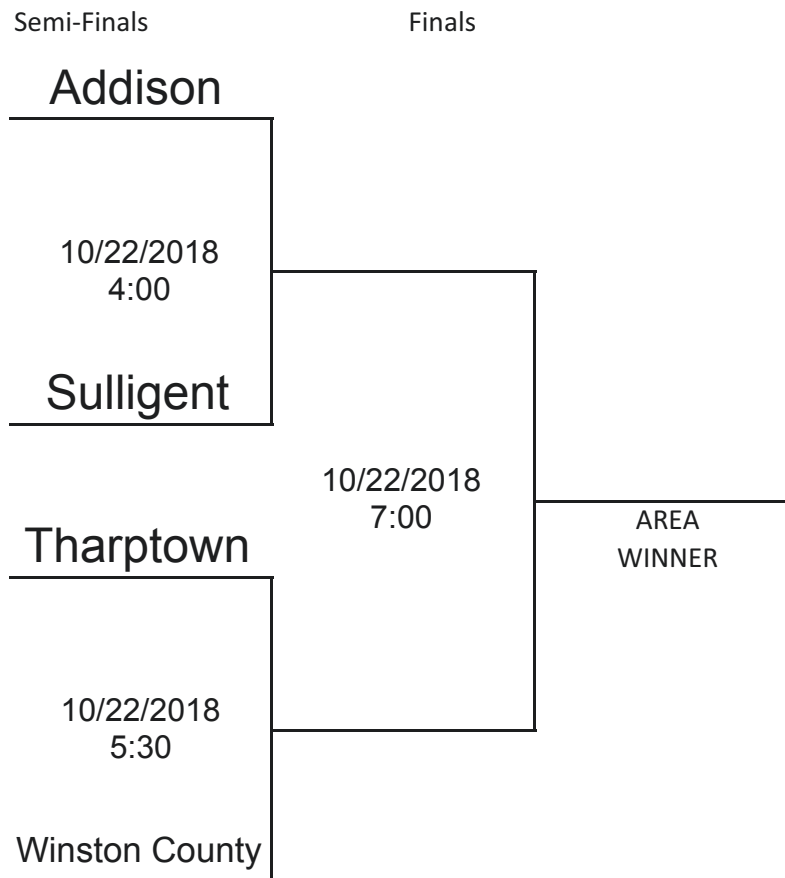 Semi-Finals
Finals
Addison
10/22/2018
4:00
Sulligent
10/22/2018
7:00
AREA
WINNER
Tharptown
10/22/2018
5:30
Winston County